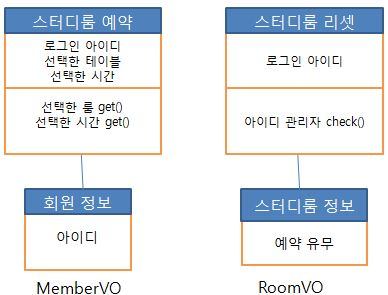 스터디룸 예약
로그인 아이디
선택한 테이블
선택한 시간
선택한 룸 get()
선택한 시간 get()
회원 정보
아이디
MemberVO
스터디룸 리셋
로그인 아이디
아이디 관리자 check()
스터디룸 정보
예약 유무
RoomVO